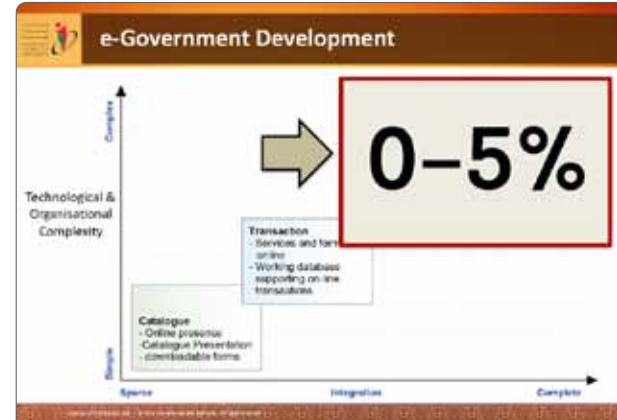 e-Government Development
Complex
0–5%
Technological &
Organisational
Complexity
Transaction
- Services and form
online
- Working database
supporting on-line
transactions
Catalogue
- Online presence
-Catalogue Presentation
- downloadable forms
Simple
Sparse
Integration
Complete